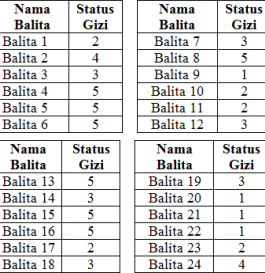 Nama Balita Status Gizi
Balita 1 2
Balita 2 4
Balita 3 3
Balita 4 5
Balita 5 5
Balita 6 5
Nama Balita Status Gizi
Balita 7 3
Balita 8 5
Balita 9 1
Balita 10 2
Balita 11 2
Balita 12 3
Nama Balita Status Gizi
Balita 13 5
Balita 14 3
Balita 15 5
Balita 16 5
Balita 17 2
Balita 18 3
Nama Balita Status Gizi
Balita 19 3
Balita 20 1
Balita 21 1
Balita 22 1
Balita 23 2
Balita 24 4